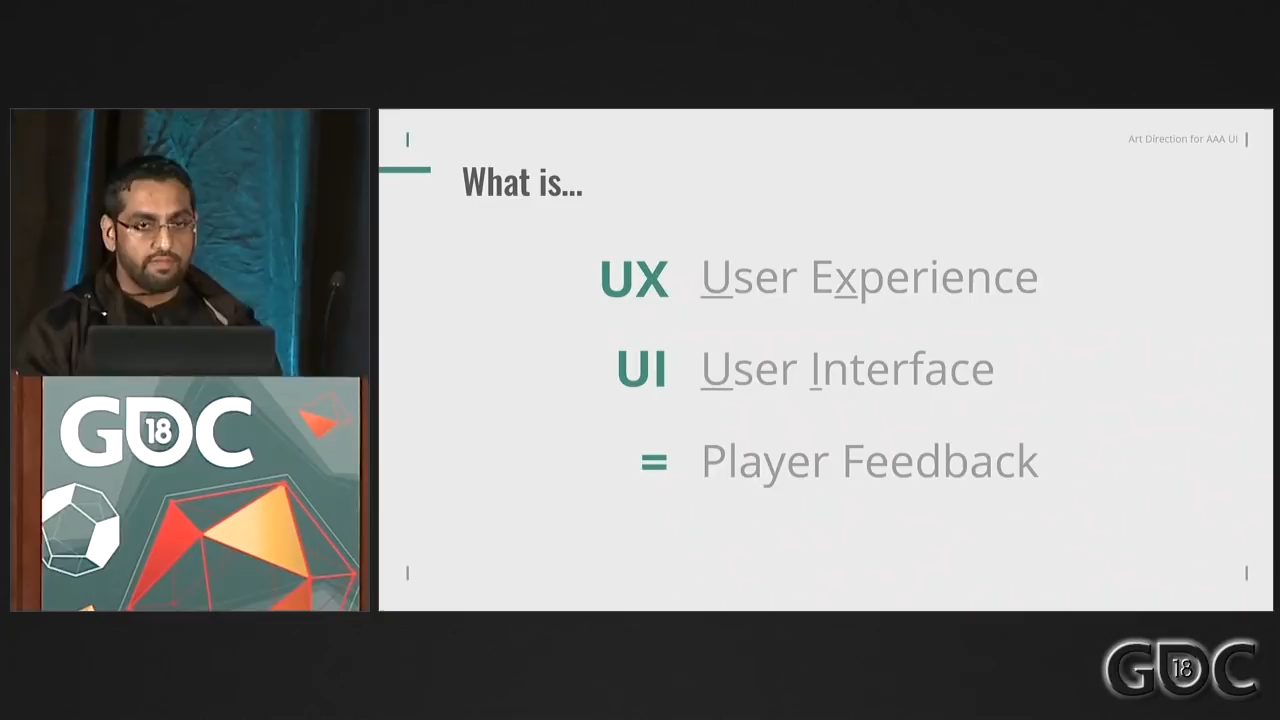 Art Direction for AAA UI
What is...
UX User Experience
UI User Interface
= Player Feedback
GDC 18
GDC 18